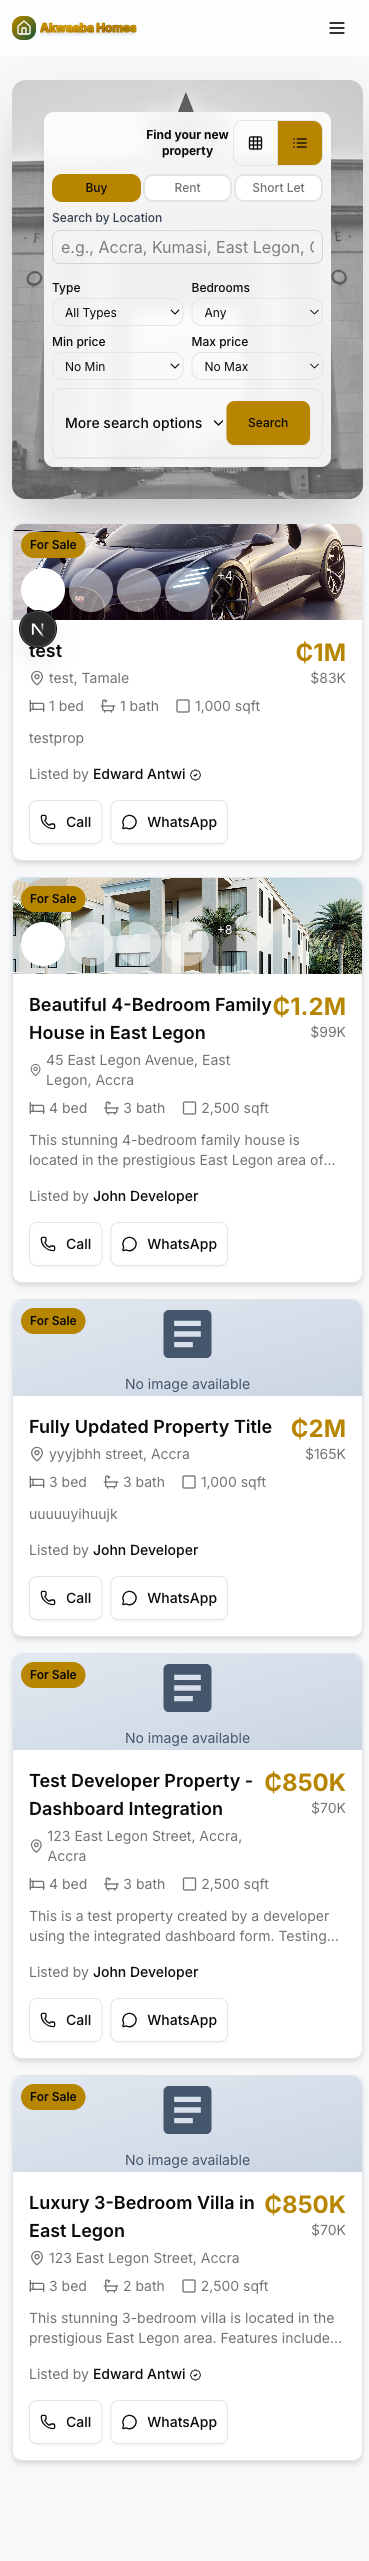 Akwaaba Homes
Find your new
property
Buy
Rent
Short Let
Search by Location
e.g., Accra, Kumasi, East Legon, C
Type
Bedrooms
All Types
Any
Min price
Max price
No Min
No Max
More search options
Search
For Sale
+4
N
test
₵1M
test, Tamale
$83K
1 bed
1 bath
1,000 sqft
testprop
Listed by Edward Antwi
Call
WhatsApp
For Sale
+8
Beautiful 4-Bedroom Family
House in East Legon
₵1.2M
$99K
45 East Legon Avenue, East
Legon, Accra
4 bed
3 bath
2,500 sqft
This stunning 4-bedroom family house is
located in the prestigious East Legon area of...
Listed by John Developer
Call
WhatsApp
For Sale
No image available
Fully Updated Property Title
₵2M
yyyjbhh street, Accra
$165K
3 bed
3 bath
1,000 sqft
uuuuuyihuujk
Listed by John Developer
Call
WhatsApp
For Sale
No image available
Test Developer Property -
Dashboard Integration
₵850K
$70K
123 East Legon Street, Accra,
Accra
4 bed
3 bath
2,500 sqft
This is a test property created by a developer
using the integrated dashboard form. Testing...
Listed by John Developer
Call
WhatsApp
For Sale
No image available
Luxury 3-Bedroom Villa in
East Legon
₵850K
$70K
123 East Legon Street, Accra
3 bed
2 bath
2,500 sqft
This stunning 3-bedroom villa is located in the
prestigious East Legon area. Features include...
Listed by Edward Antwi
Call
WhatsApp